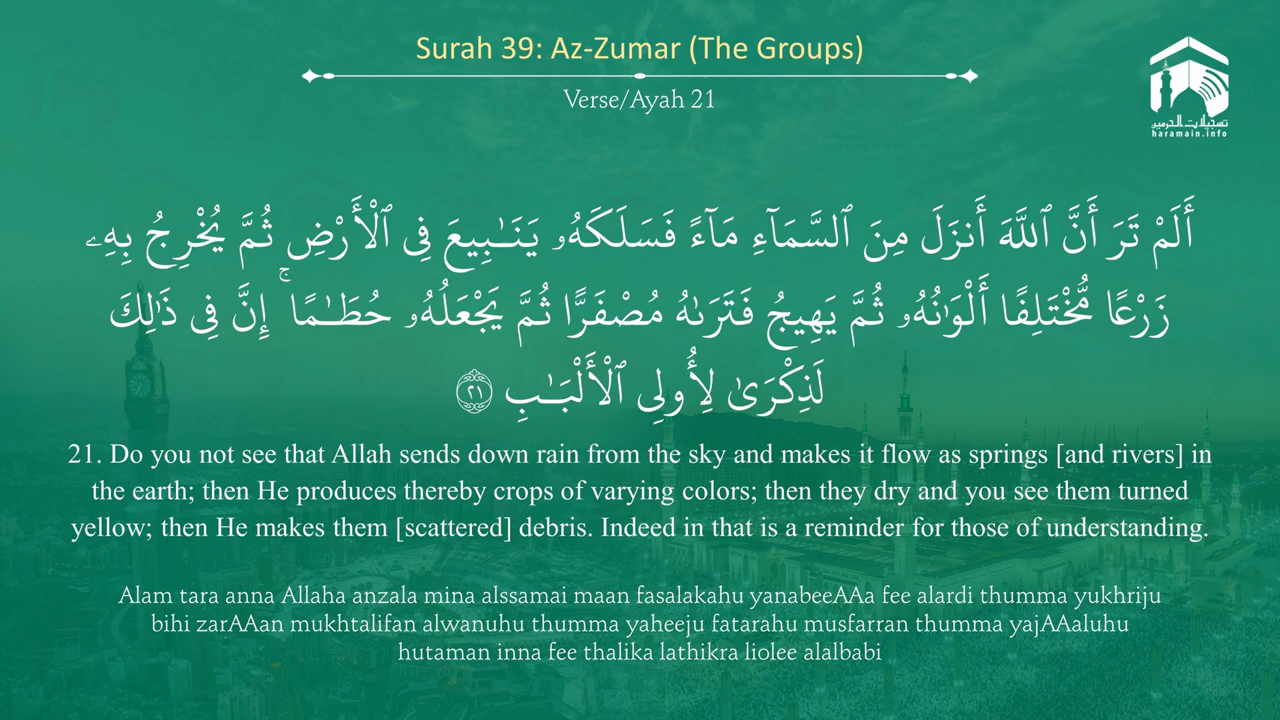 Surah 39: Az-Zumar (The Groups)
Verse/Ayah 21
تسجيلات الحرمين
haramain.info
أَلَمْ تَرَ أَنَّ ٱللَّهَ أَنزَلَ مِنَ ٱلسَّمَآءِ مَآءً فَسَلَكَهُۥ يَنَـٰبِيعَ فِى ٱلْأَرْضِ ثُمَّ يُخْرِجُ بِهِۦ
زَرْعًا مُّخْتَلِفًا أَلْوَٰنُهُۥ ثُمَّ يَهِيجُ فَتَرَىٰهُ مُصْفَرًّا ثُمَّ يَجْعَلُهُۥ حُطَـٰمًا ۚ إِنَّ فِى ذَٰلِكَ
لَذِكْرَىٰ لِأُو۟لِى ٱلْأَلْبَـٰبِ ٢١
21. Do you not see that Allah sends down rain from the sky and makes it flow as springs [and rivers] in
the earth; then He produces thereby crops of varying colors; then they dry and you see them turned
yellow; then He makes them [scattered] debris. Indeed in that is a reminder for those of understanding.
Alam tara anna Allaha anzala mina alssamai maan fasalakahu yanabeeAAa fee alardi thumma yukhriju
bihi zarAAan mukhtalifan alwanuhu thumma yaheeju fatarahu musfarran thumma yajAAaluhu
hutaman inna fee thalika lathikra liolee alalbabi